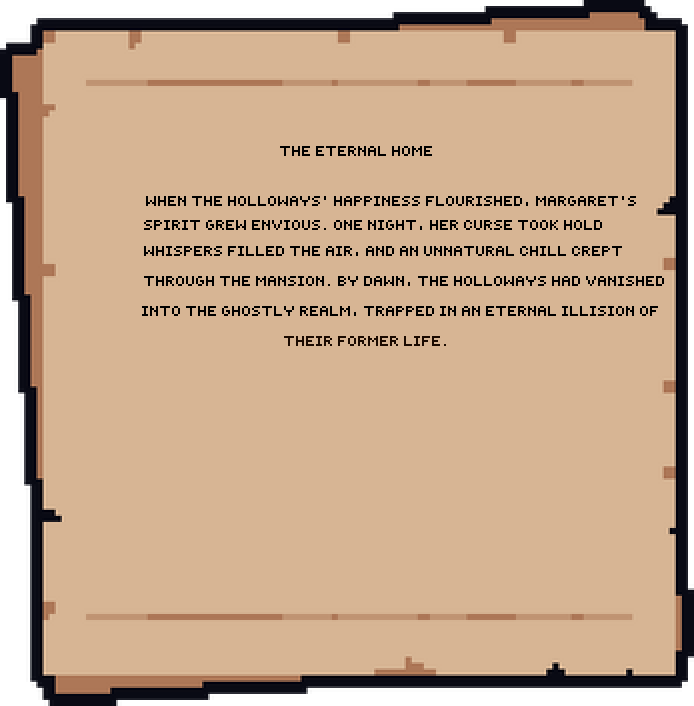 THE ETERNAL HOME
WHEN THE HOLLOWAYS' HAPPINESS FLOURISHED, MARGARET'S
SPIRIT GREW ENVIOUS. ONE NIGHT, HER CURSE TOOK HOLD
WHISPERS FILLED THE AIR, AND AN UNNATURAL CHILL CREPT
THROUGH THE MANSION. BY DAWN, THE HOLLOWAYS HAD VANISHED
INTO THE GHOSTLY REALM, TRAPPED IN AN ETERNAL ILLISION OF
THEIR FORMER LIFE.